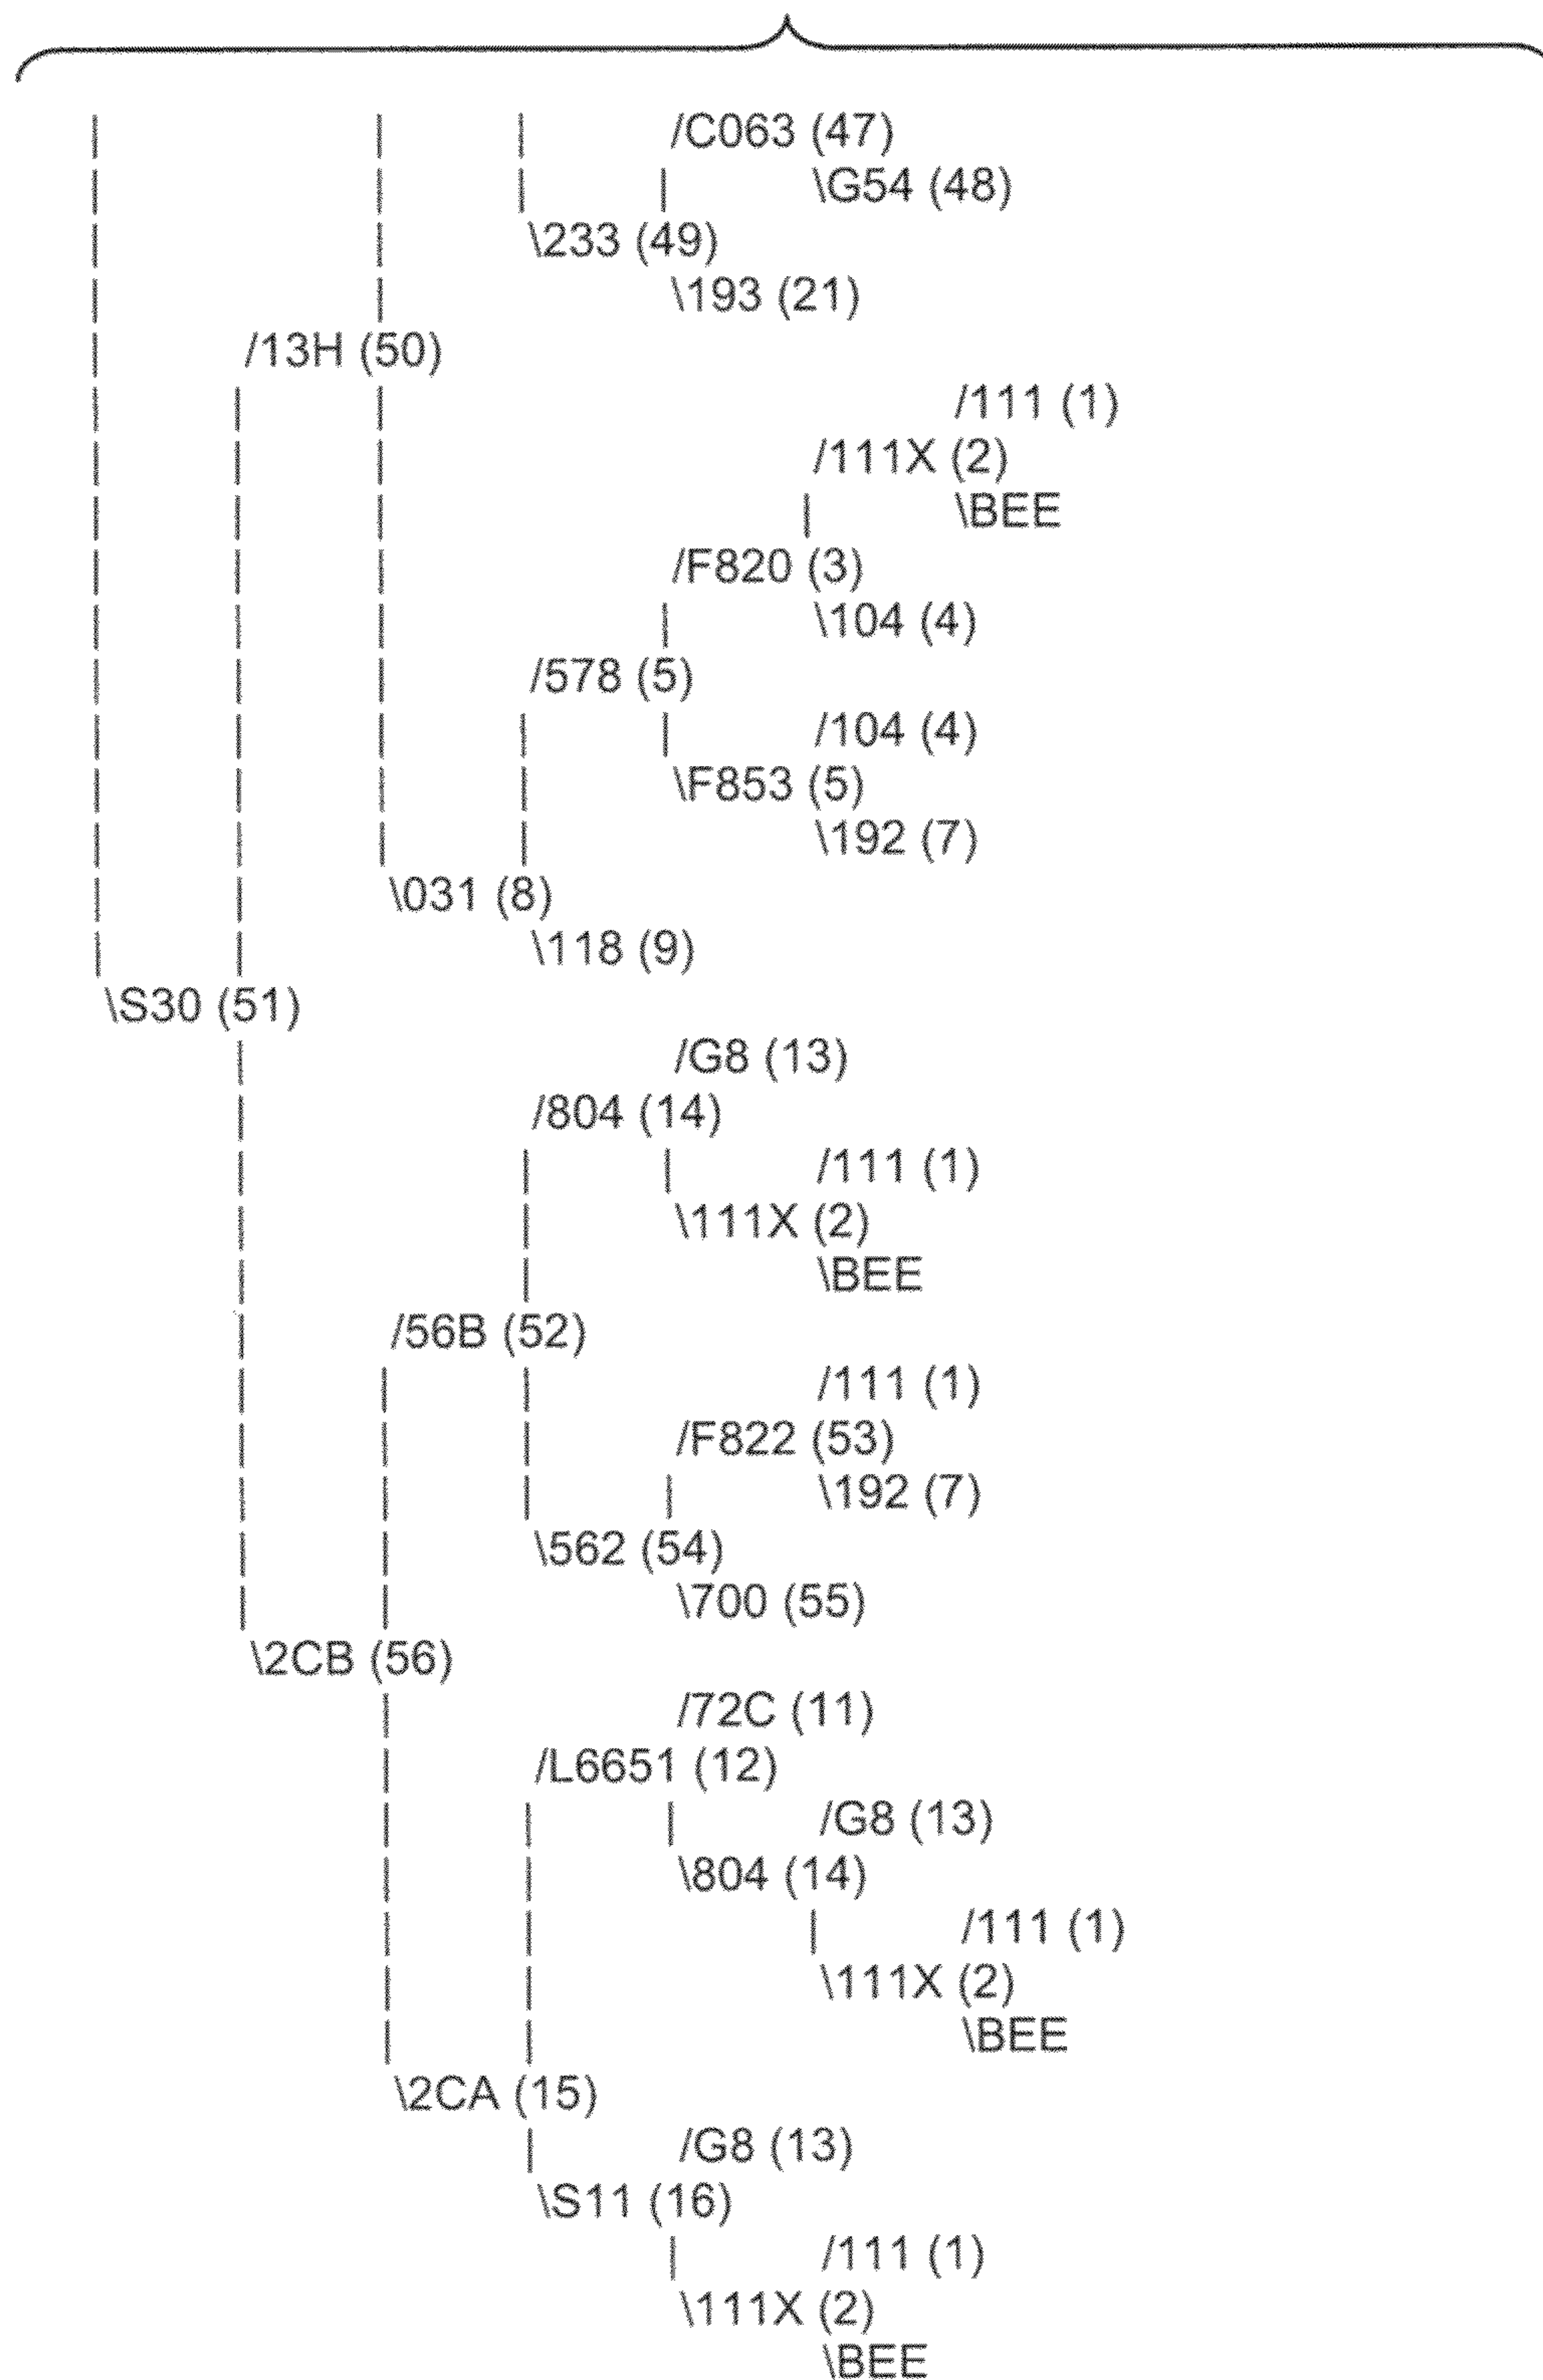 /C063 (47)
\G54 (48)
\233 (49)
\193 (21)
/13H (50)
/111 (1)
/111X (2)
\BEE
/F820 (3)
\104 (4)
/578 (5)
/104 (4)
\F853 (5)
\192 (7)
\031 (8)
\118 (9)
\S30 (51)
/G8 (13)
/804 (14)
/111 (1)
\111X (2)
\BEE
/56B (52)
/111 (1)
/F822 (53)
\192 (7)
\562 (54)
\700 (55)
\2CB (56)
/72C (11)
/L6651 (12)
/G8 (13)
\804 (14)
/111 (1)
\111X (2)
\BEE
\2CA (15)
/G8 (13)
\S11 (16)
/111 (1)
\111X (2)
\BEE